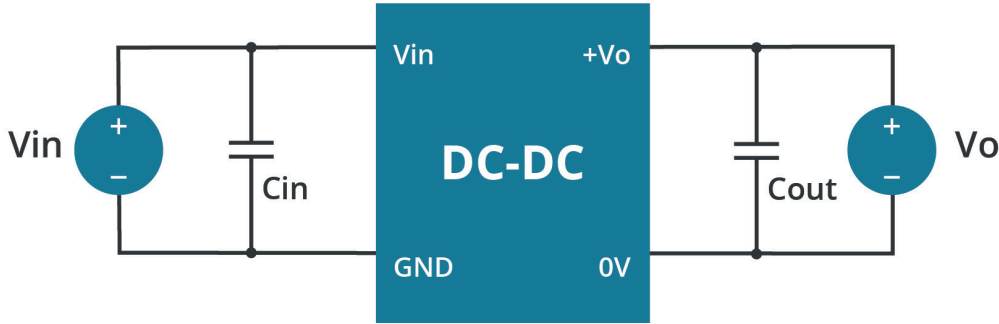 Vin
+
−
Cin
Vin
GND
DC-DC
+Vo
0V
Cout
+
−
Vo